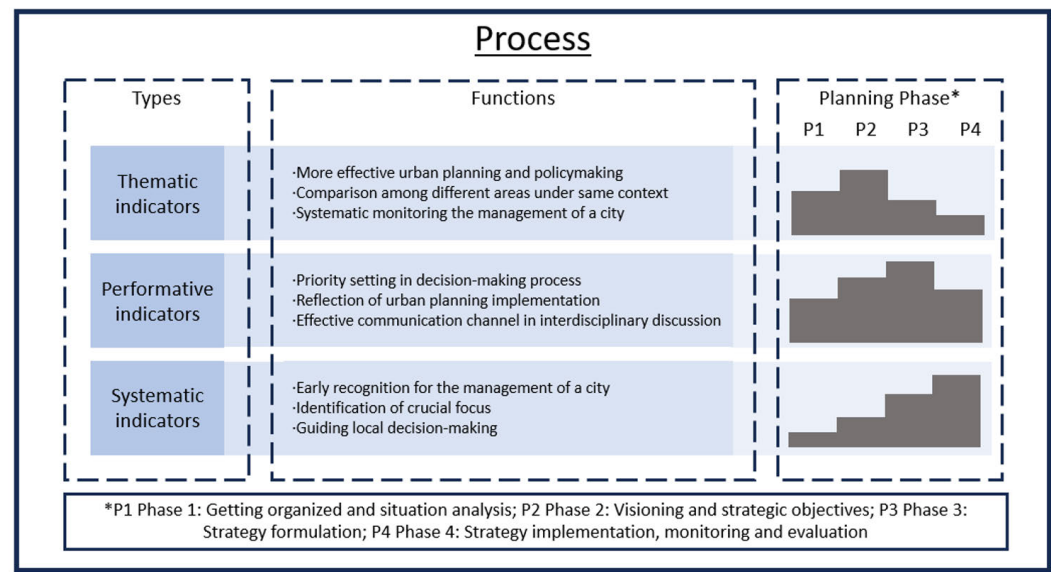 Process
Types
Functions
Planning Phase*
P1 P2 P3 P4
Thematic
indicators
·More effective urban planning and policymaking
·Comparison among different areas under same context
·Systematic monitoring the management of a city
Performative
indicators
·Priority setting in decision-making process
·Reflection of urban planning implementation
·Effective communication channel in interdisciplinary discussion
Systematic
indicators
·Early recognition for the management of a city
·Identification of crucial focus
·Guiding local decision-making
*P1 Phase 1: Getting organized and situation analysis; P2 Phase 2: Visioning and strategic objectives; P3 Phase 3:
Strategy formulation; P4 Phase 4: Strategy implementation, monitoring and evaluation